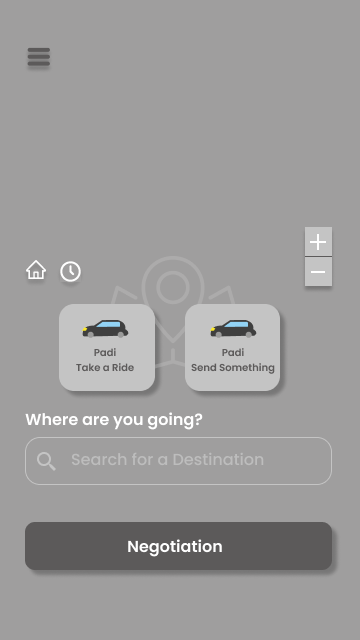 Padi
Take a Ride
Padi
Send Something
Where are you going?
Search for a Destination
Negotiation